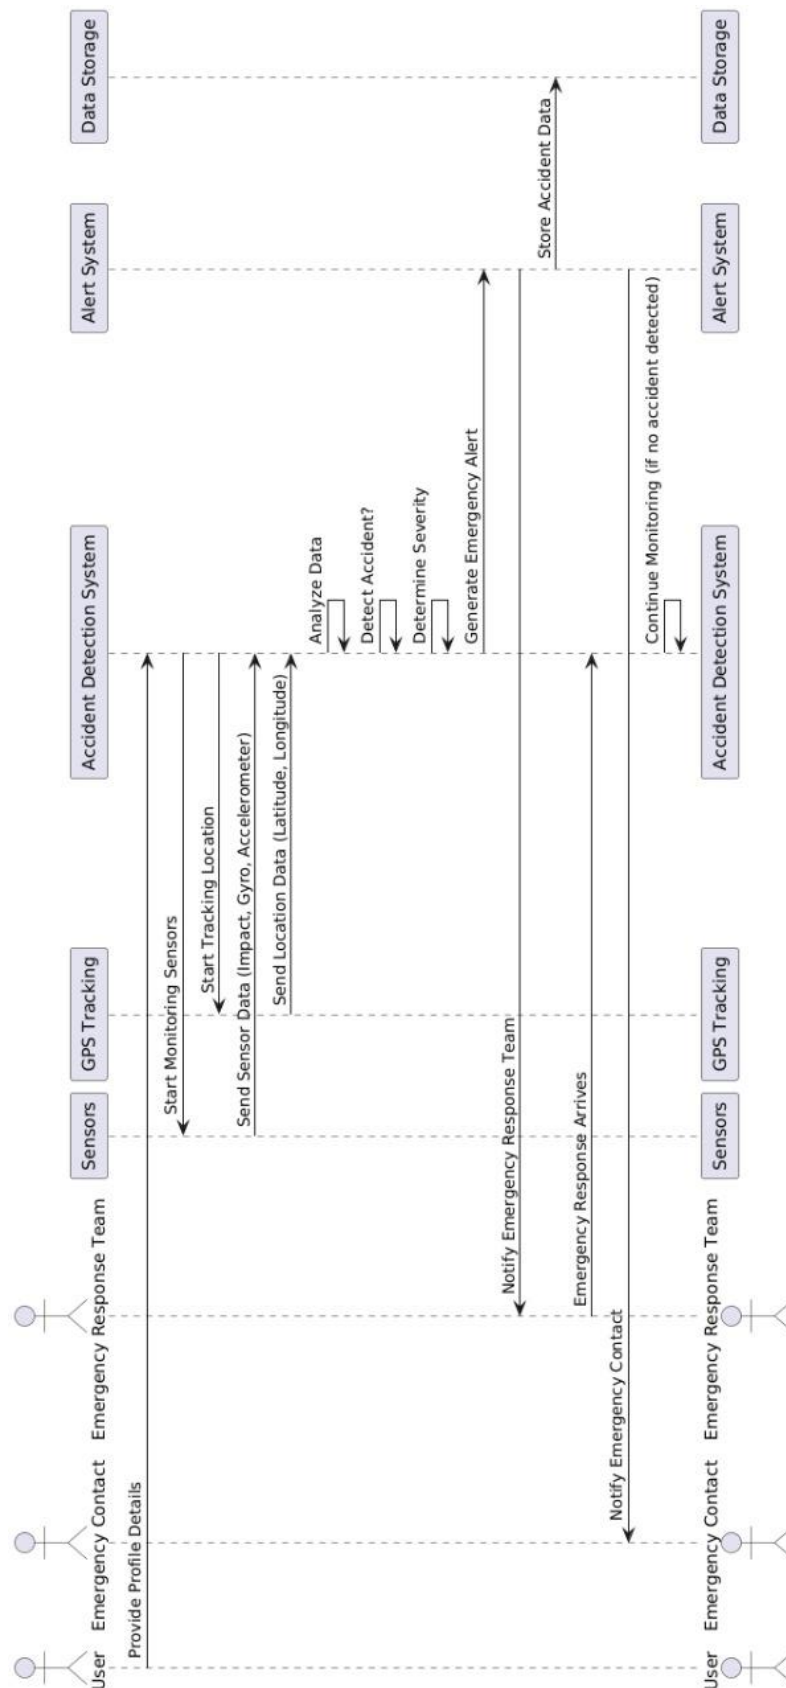 User
Emergency Contact
Emergency Response Team
Sensors
GPS Tracking
Accident Detection System
Alert System
Data Storage
Provide Profile Details
Start Monitoring Sensors
Start Tracking Location
Send Sensor Data (Impact, Gyro, Accelerometer)
Send Location Data (Latitude, Longitude)
Analyze Data
Detect Accident?
Determine Severity
Generate Emergency Alert
Notify Emergency Response Team
Store Accident Data
Emergency Response Arrives
Notify Emergency Contact
Continue Monitoring (if no accident detected)
User
Emergency Contact
Emergency Response Team
Sensors
GPS Tracking
Accident Detection System
Alert System
Data Storage